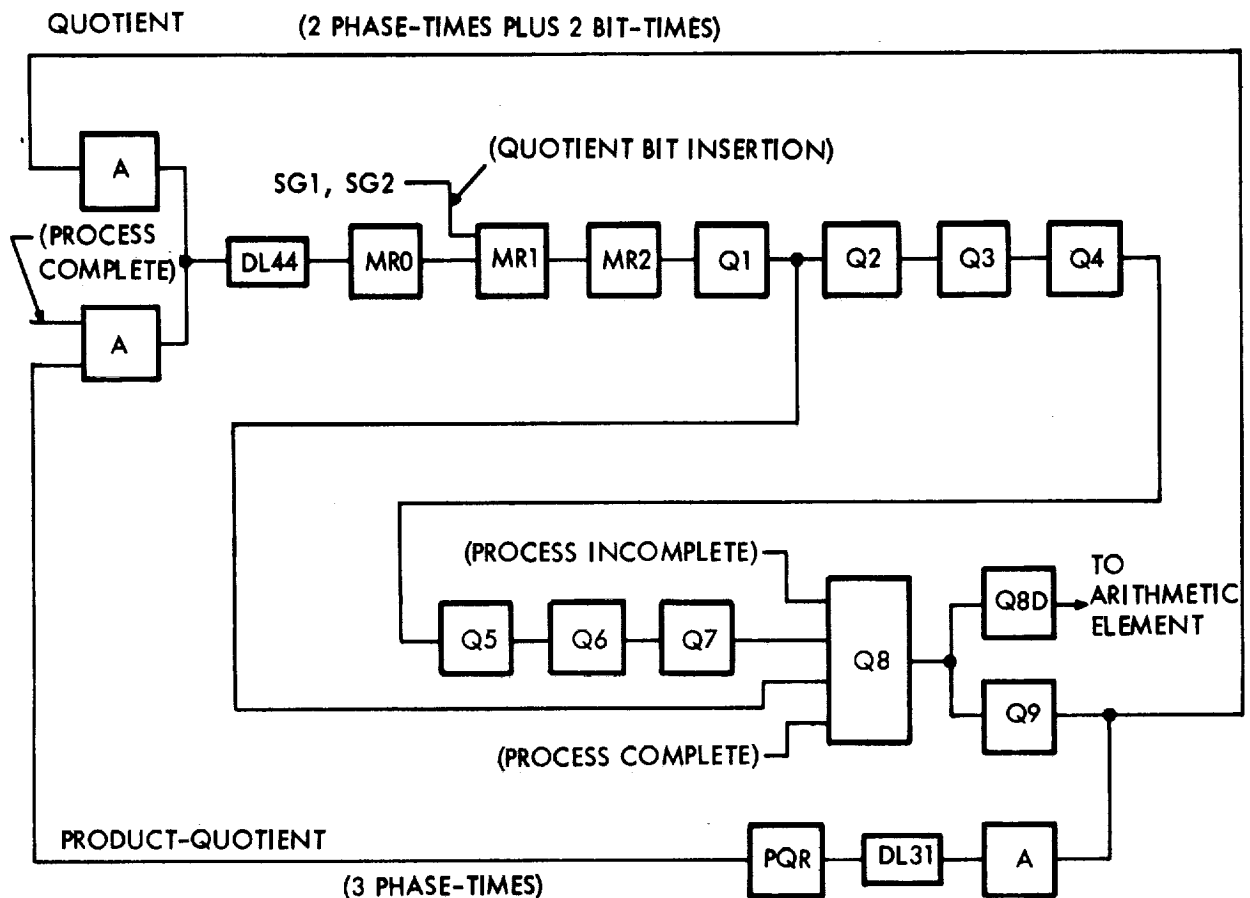 QUOTIENT (2 PHASE-TIMES PLUS 2 BIT-TIMES)
A
(QUOTIENT BIT INSERTION)
SG1, SG2
(PROCESS
COMPLETE)
DL44
MR0
MR1
MR2
Q1
Q2
Q3
Q4
A
(PROCESS INCOMPLETE)
Q5
Q6
Q7
Q8
Q8D
TO
ARITHMETIC
ELEMENT
Q9
(PROCESS COMPLETE)
PRODUCT-QUOTIENT
(3 PHASE-TIMES)
PQR
DL31
A